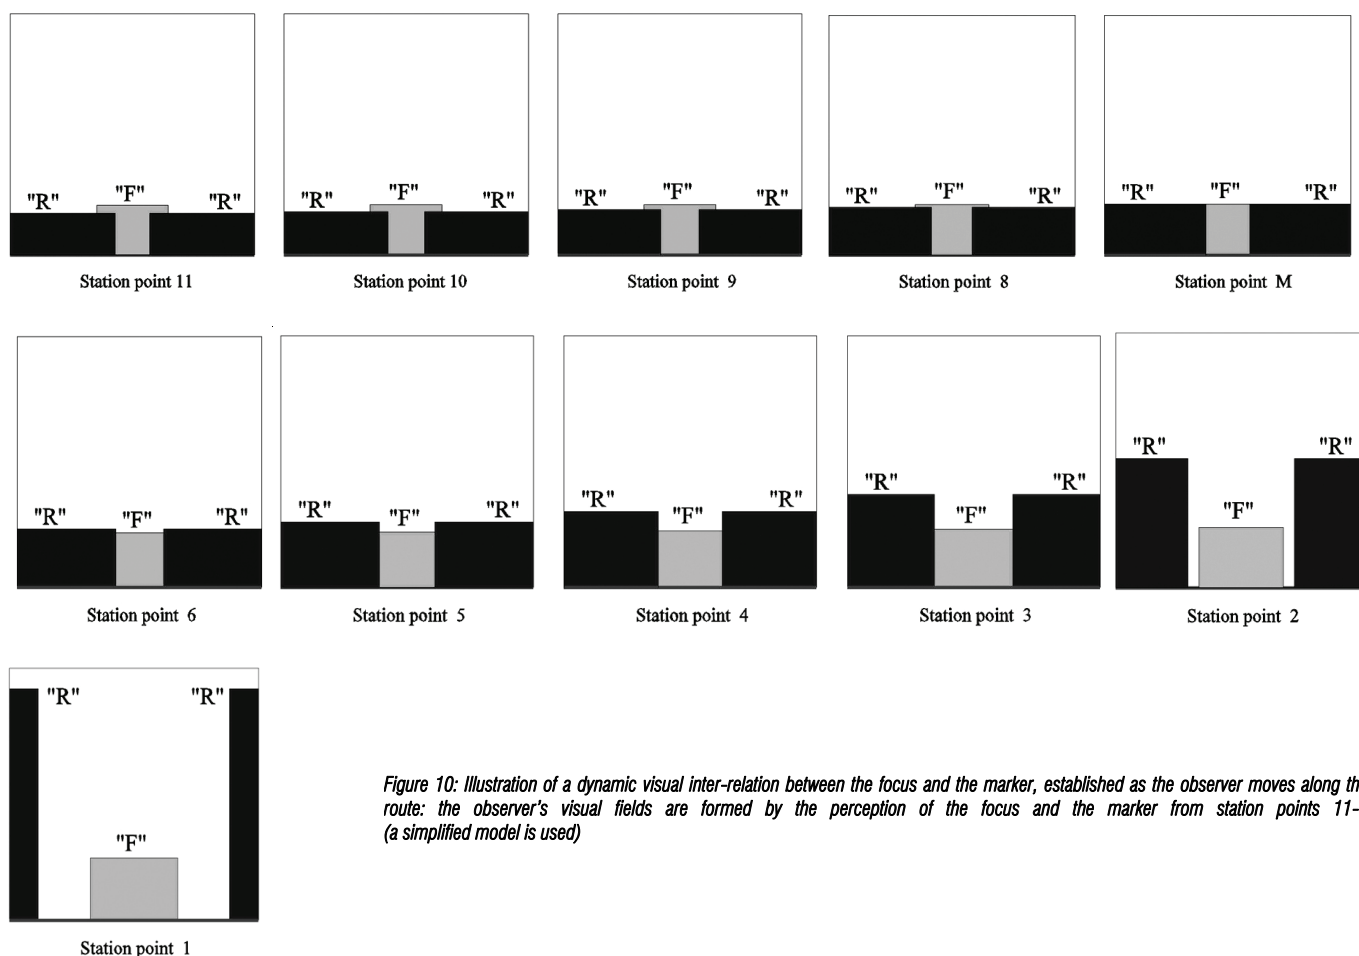 "R" "F" "R" "R" "F" "R" "R" "F" "R" "R" "F" "R" "R" "F" "R"
Station point 11 Station point 10 Station point 9 Station point 8 Station point M
"R" "F" "R" "R" "F" "R" "R" "F" "R" "R" "F" "R" "R" "F" "R"
Station point 6 Station point 5 Station point 4 Station point 3 Station point 2
"R" "R"
"F"
Station point 1
Figure 10: Illustration of a dynamic visual inter-relation between the focus and the marker, established as the observer moves along th
route: the observer's visual fields are formed by the perception of the focus and the marker from station points 11-
(a simplified model is used)